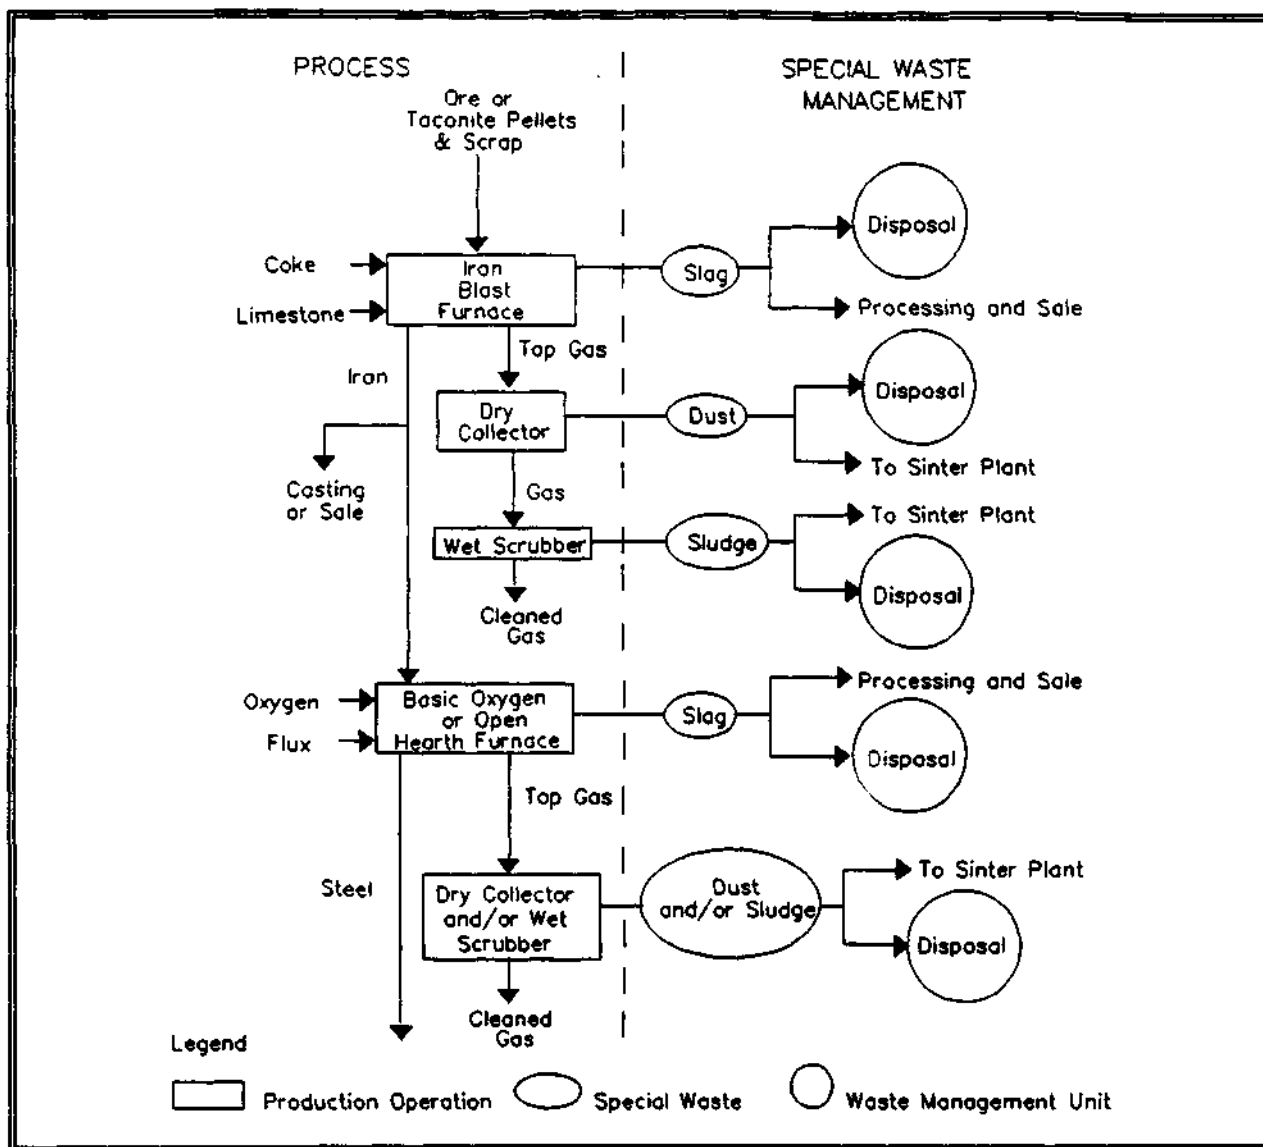 PROCESS
SPECIAL WASTE
MANAGEMENT
Ore or
Taconite Pellets
& Scrap
Disposal
Coke
Iran
Blast
Furnace
Slag
Limestone
Processing and Sale
Top Gas
Iron
Disposal
Dry
Collector
Dust
To Sinter Plant
Casting
or Sale
Gas
To Sinter Plant
Wet Scrubber
Sludge
Disposal
Cleaned
Gas
Processing and Sale
Oxygen
Basic Oxygen
or Open
Hearth Furnace
Slag
Flux
Disposal
Top Gas
To Sinter Plant
Steel
Dry Collector
and/or Wet
Scrubber
Dust
and/or Sludge
Disposal
Cleaned
Gas
Legend
Production Operation
Special Waste
Waste Management Unit